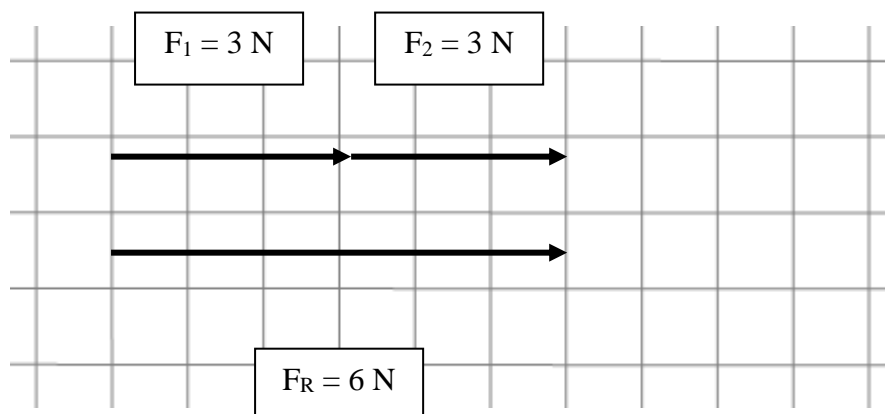 F₁ = 3 N
F₂ = 3 N
F_R = 6 N